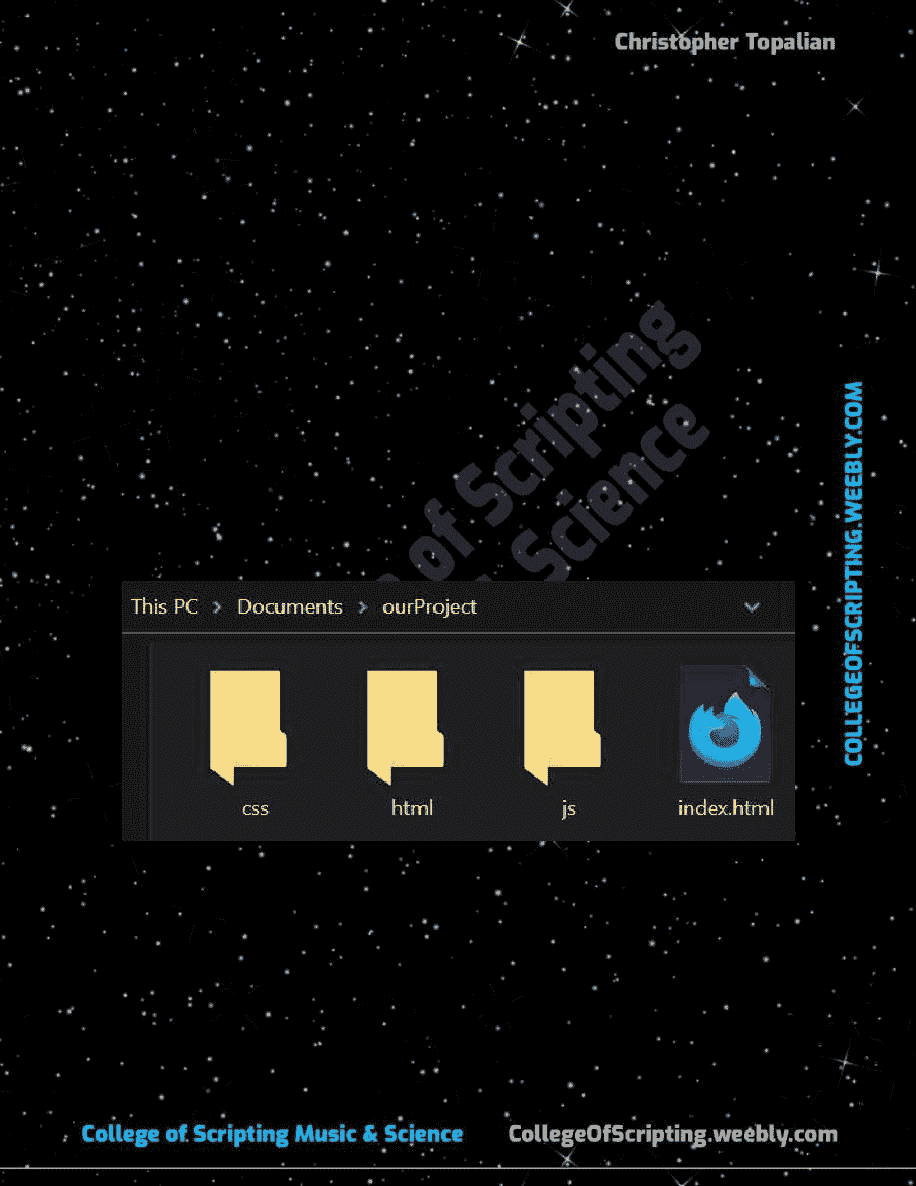 Christopher Topalian
of Scripting
Science
COLLEGEOFSCRIPTING.WEEBLY.COM
This PC > Documents > ourProject
css
html
js
index.html
College of Scripting Music & Science
CollegeOfScripting.weebly.com